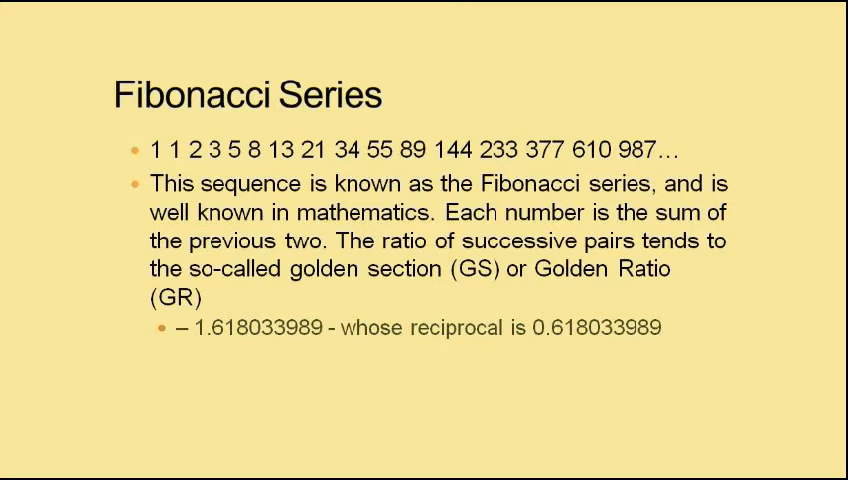 Fibonacci Series
• 1 1 2 3 5 8 13 21 34 55 89 144 233 377 610 987…
• This sequence is known as the Fibonacci series, and is
well known in mathematics. Each number is the sum of
the previous two. The ratio of successive pairs tends to
the so-called golden section (GS) or Golden Ratio
(GR)
• – 1.618033989 - whose reciprocal is 0.618033989